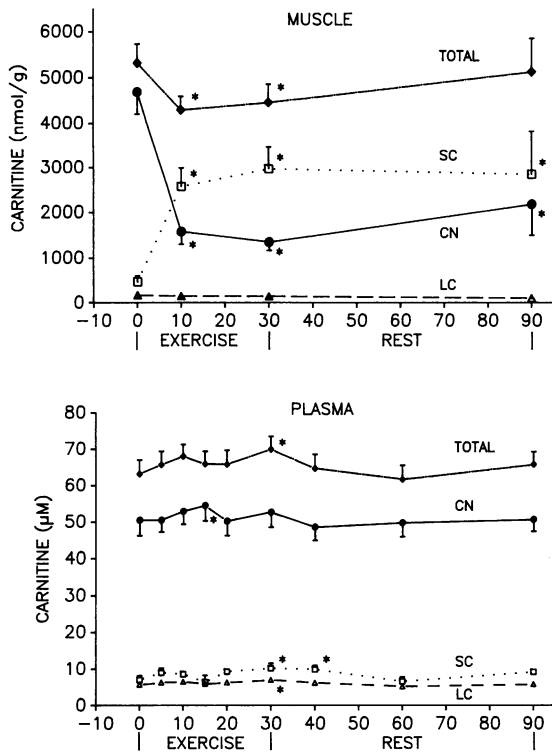 MUSCLE
6000
5000
4000
3000
2000
1000
0
CARNITINE (nmol/g)
TOTAL
*
*
SC
*
*
*
CN
*
*
*
LC
−10 0 10 20 30 40 50 60 70 80 90
| EXERCISE | REST |
PLASMA
80
70
60
50
40
30
20
10
0
CARNITINE (μM)
TOTAL
*
CN
*
SC
*
*
LC
*
−10 0 10 20 30 40 50 60 70 80 90
| EXERCISE | REST |